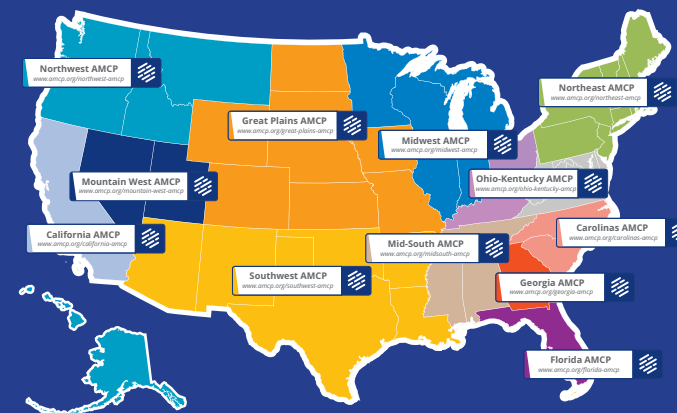 Northwest AMCP
www.amcp.org/northwest-amcp
Northeast AMCP
www.amcp.org/northeast-amcp
Great Plains AMCP
www.amcp.org/great-plains-amcp
Midwest AMCP
www.amcp.org/midwest-amcp
Mountain West AMCP
www.amcp.org/mountain-west-amcp
Ohio-Kentucky AMCP
www.amcp.org/ohio-kentucky-amcp
California AMCP
www.amcp.org/california-amcp
Carolinas AMCP
www.amcp.org/carolinas-amcp
Mid-South AMCP
www.amcp.org/midsouth-amcp
Southwest AMCP
www.amcp.org/southwest-amcp
Georgia AMCP
www.amcp.org/georgia-amcp
Florida AMCP
www.amcp.org/florida-amcp